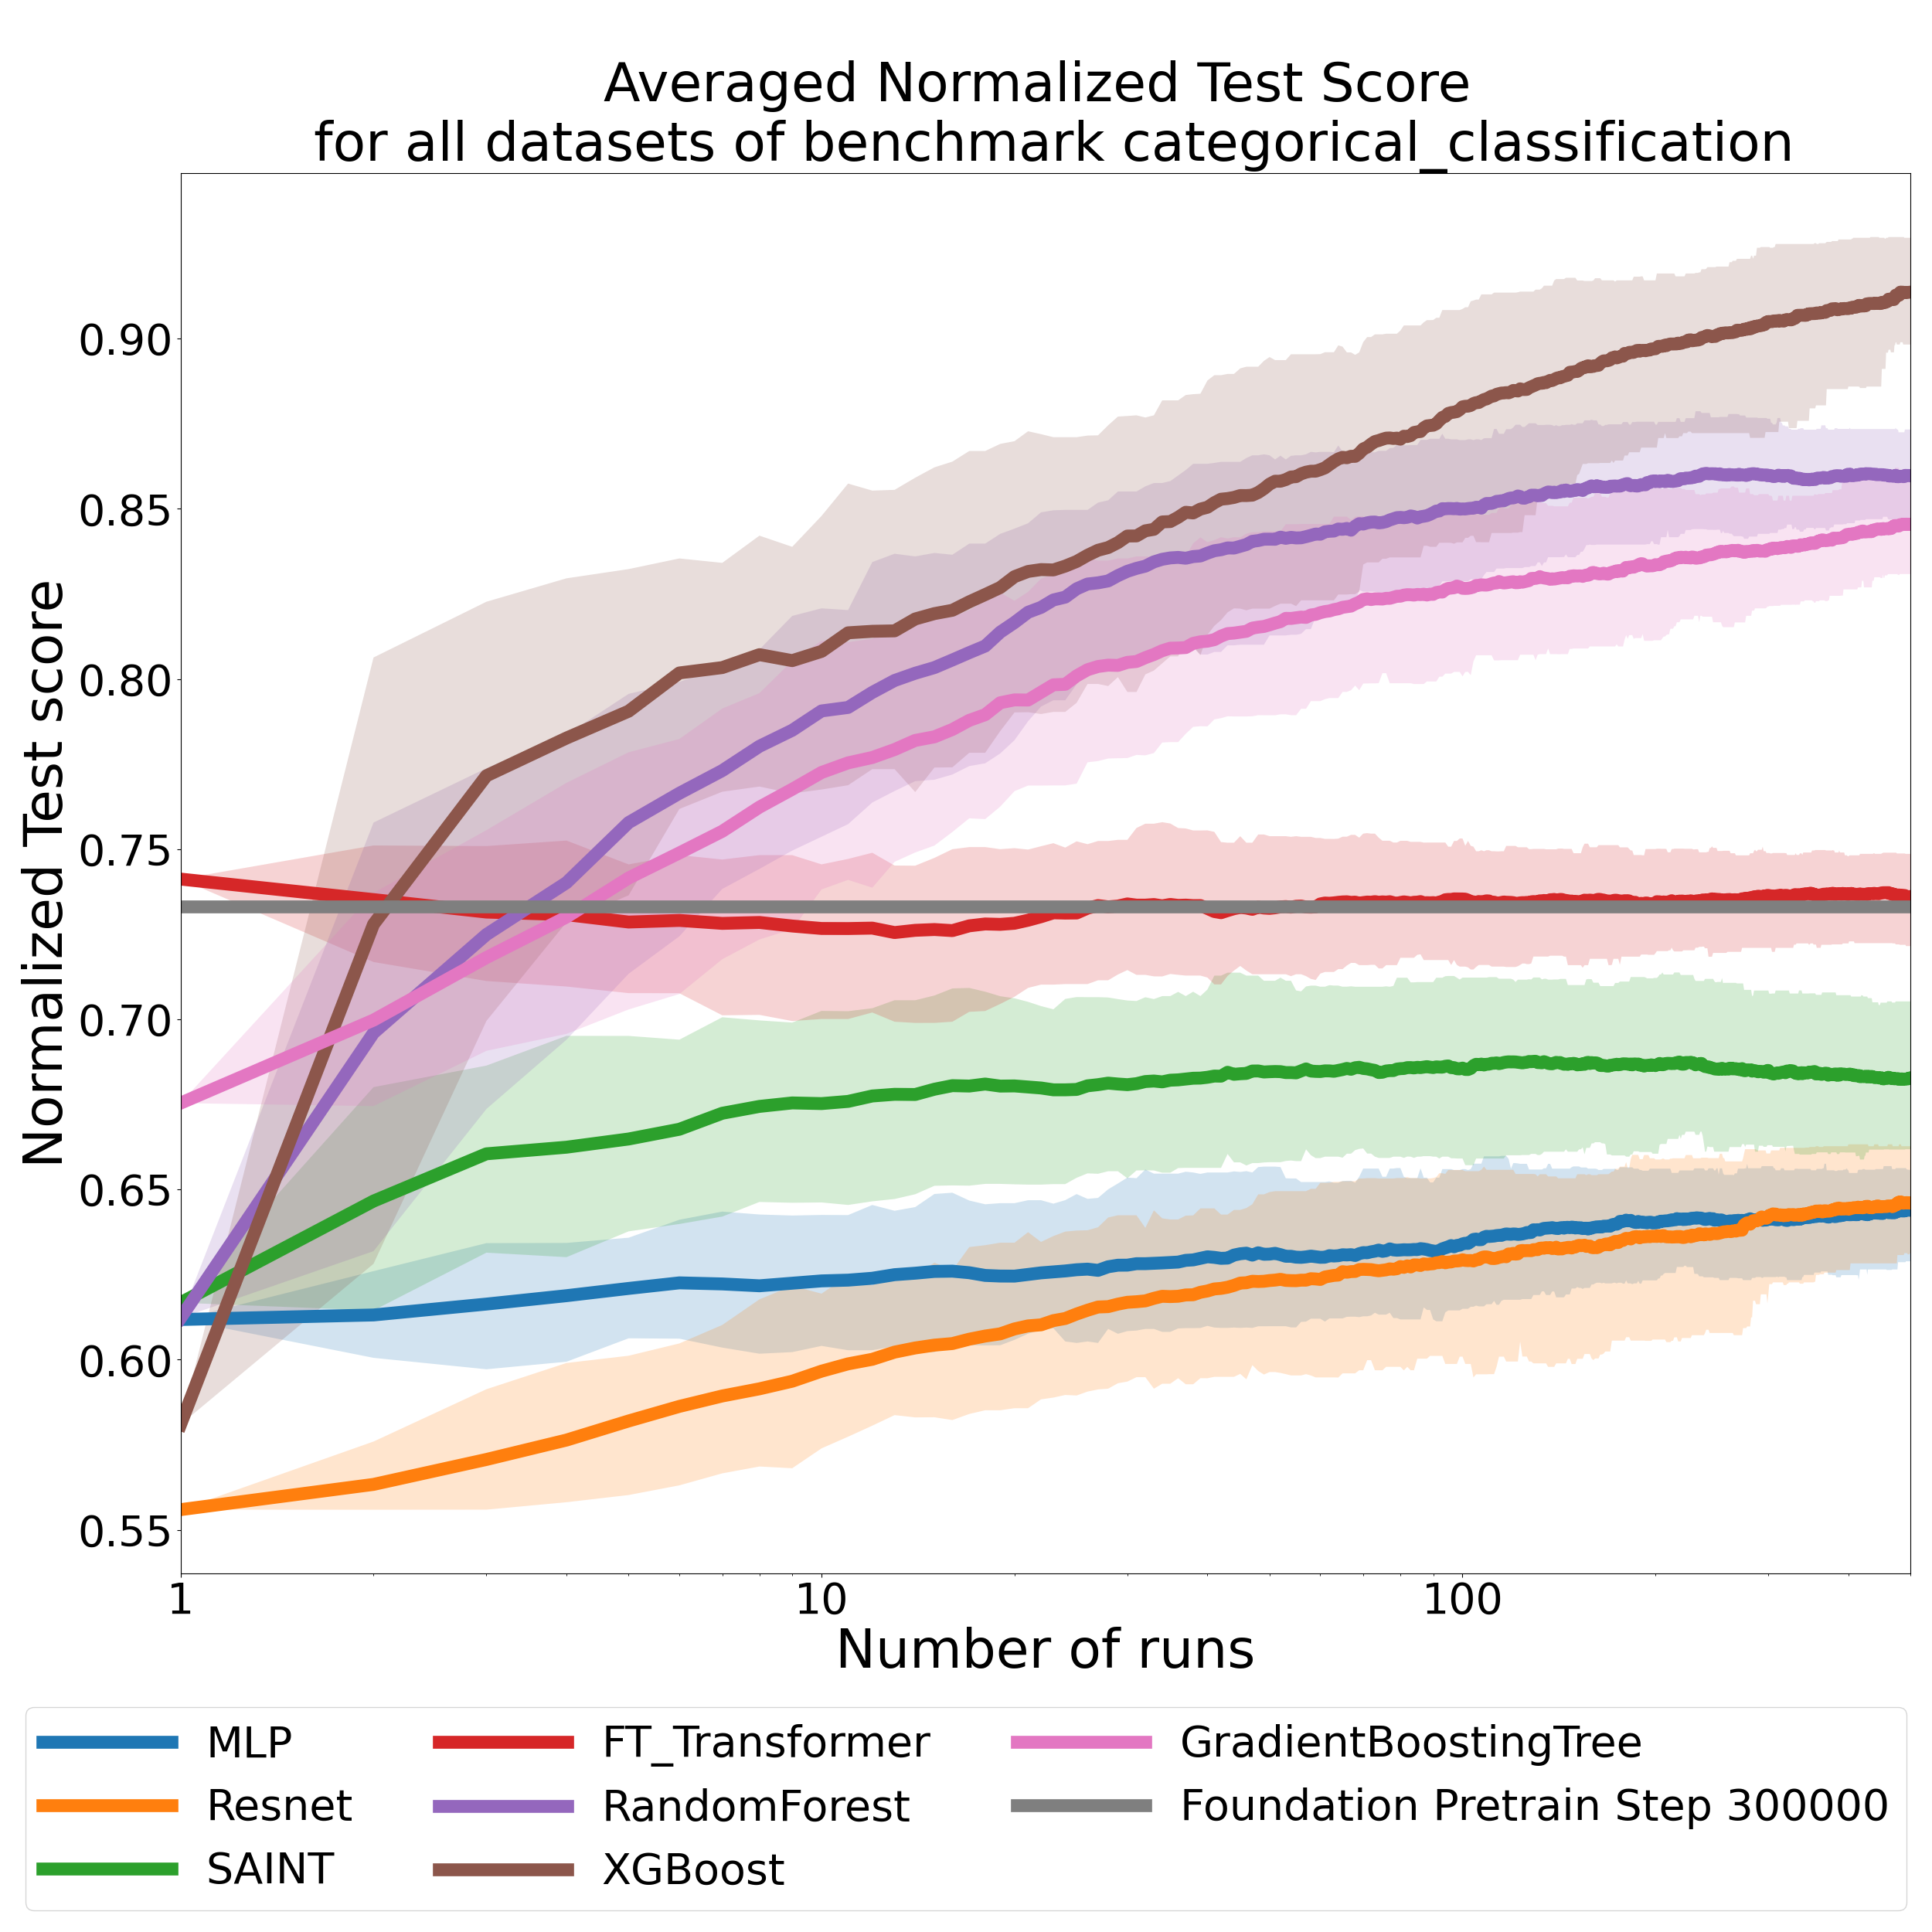 Averaged Normalized Test Score
for all datasets of benchmark categorical_classification
Normalized Test score
0.90
0.85
0.80
0.75
0.70
0.65
0.60
0.55
1
10
100
Number of runs
MLP
Resnet
SAINT
FT_Transformer
RandomForest
XGBoost
GradientBoostingTree
Foundation Pretrain Step 300000